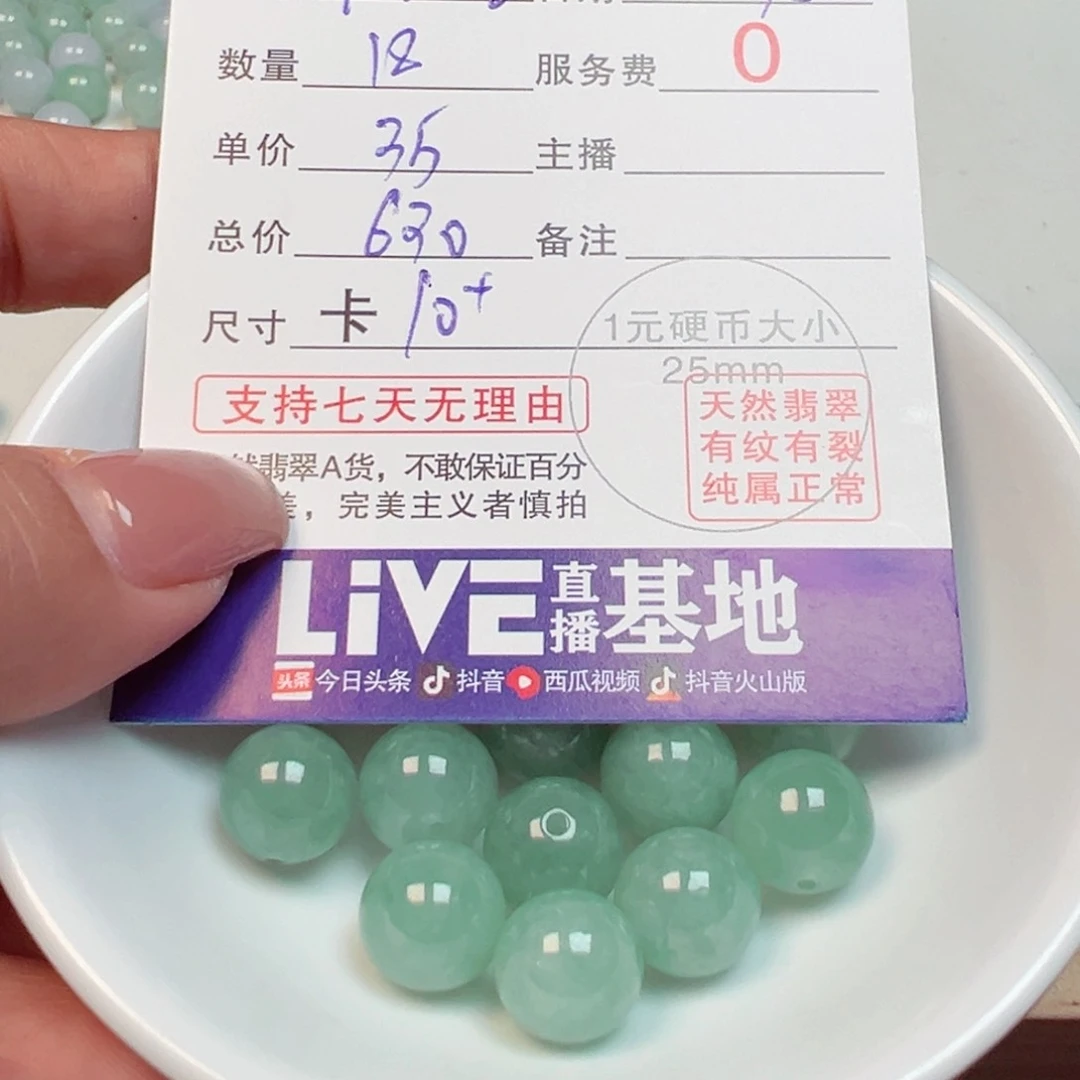 数量 18 服务费 0
单价 35 主播
总价 630 备注
尺寸 卡 10+ 1元硬币大小
25mm
支持七天无理由
天然翡翠
有纹有裂
纯属正常
翡翠A货，不敢保证百分
，完美主义者慎拍
LiVE直播基地
头条 今日头条 抖音 西瓜视频 抖音火山版